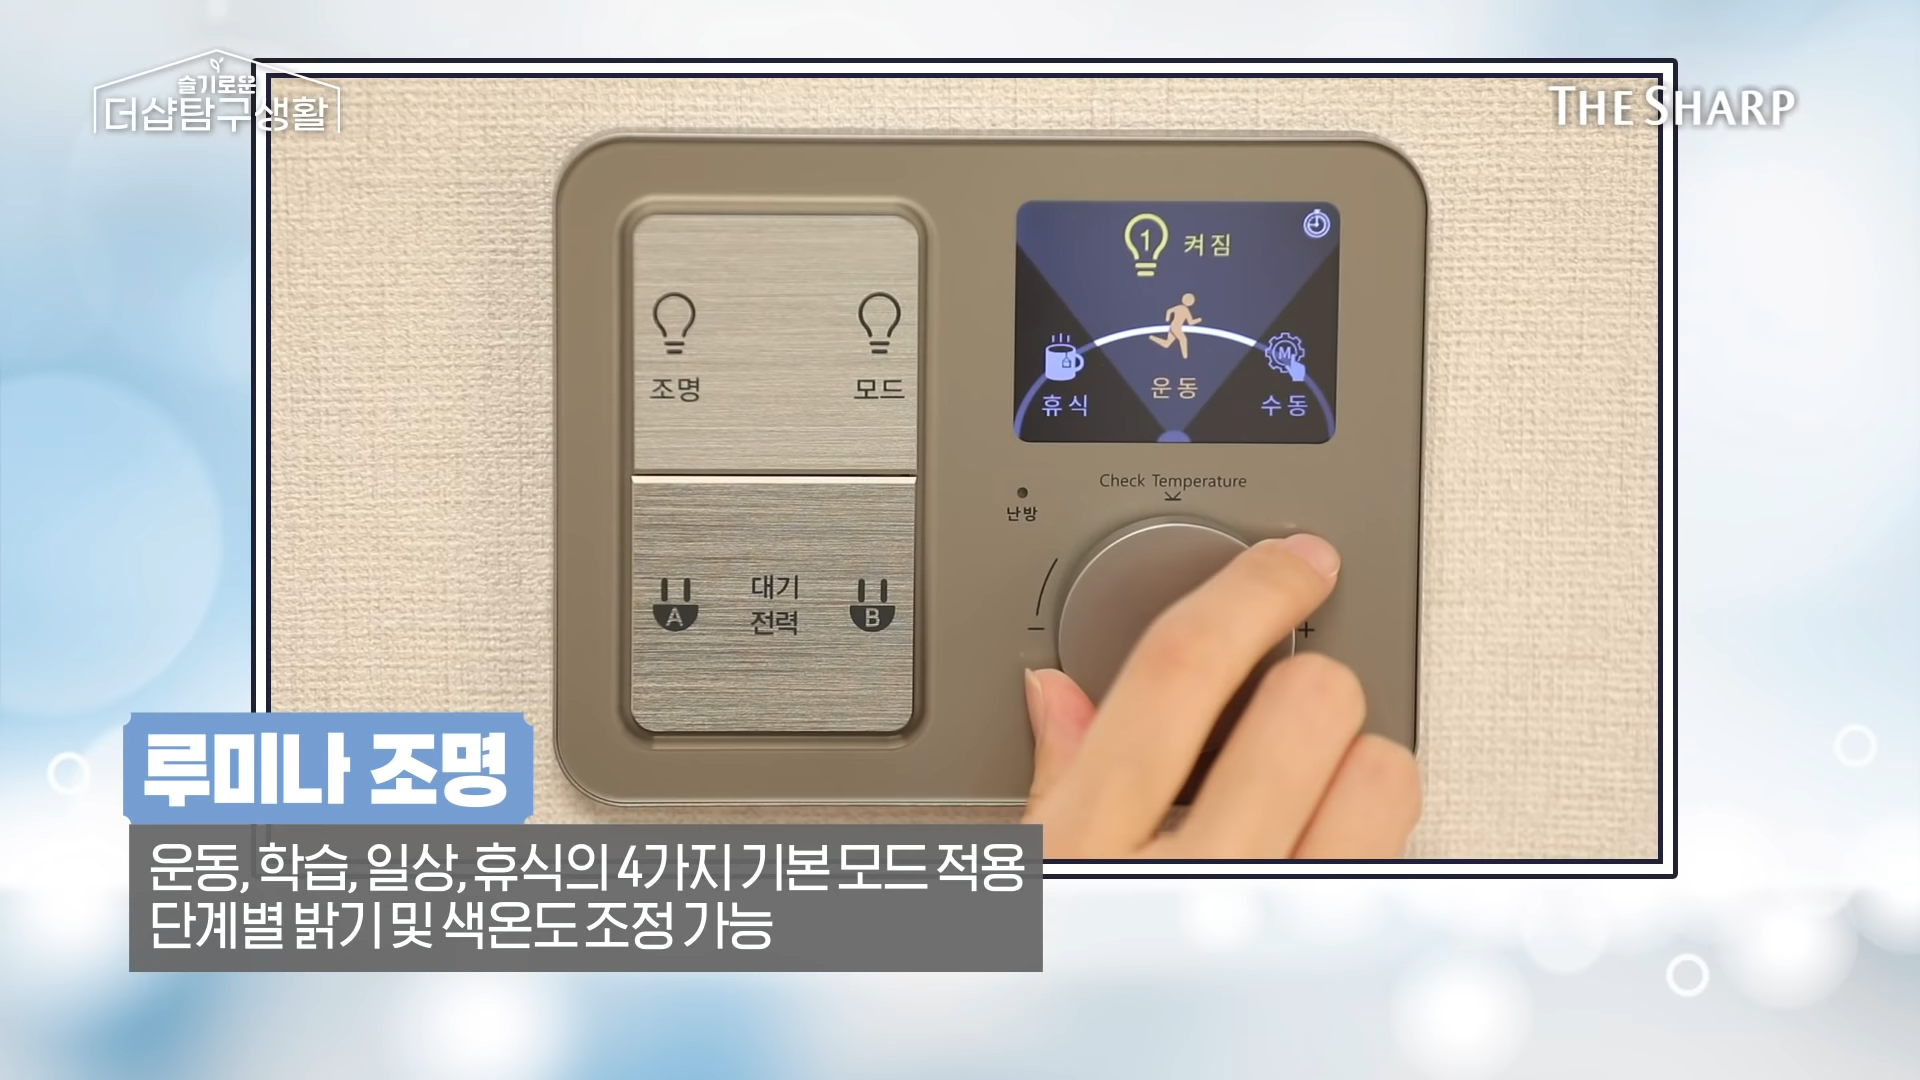 슬기로운
더샵탐구생활
THE SHARP
1 켜짐
조명
모드
운동
휴식
M
수동
Check Temperature
난방
대기
전력
A
B
− +
루미나 조명
운동, 학습, 일상, 휴식의 4가지 기본 모드 적용
단계별 밝기 및 색온도 조정 가능